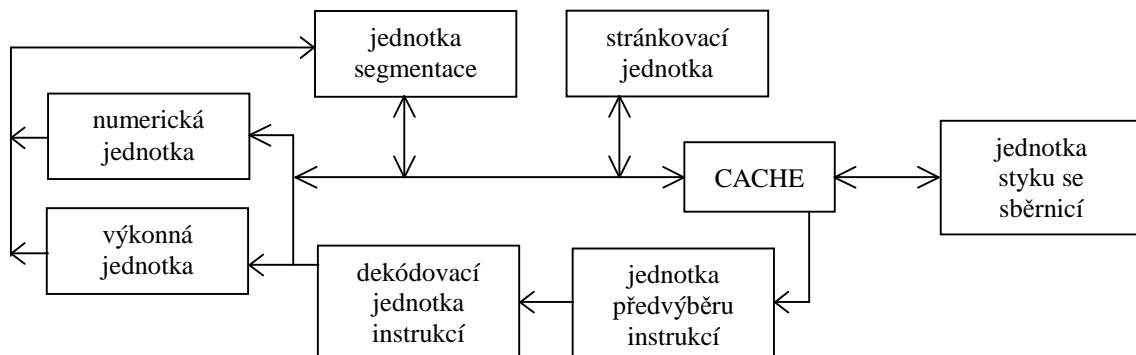 jednotka
segmentace
stránkovací
jednotka
numerická
jednotka
CACHE
jednotka
styku se
sběrnicí
výkonná
jednotka
dekódovací
jednotka
instrukcí
jednotka
předvýběru
instrukcí